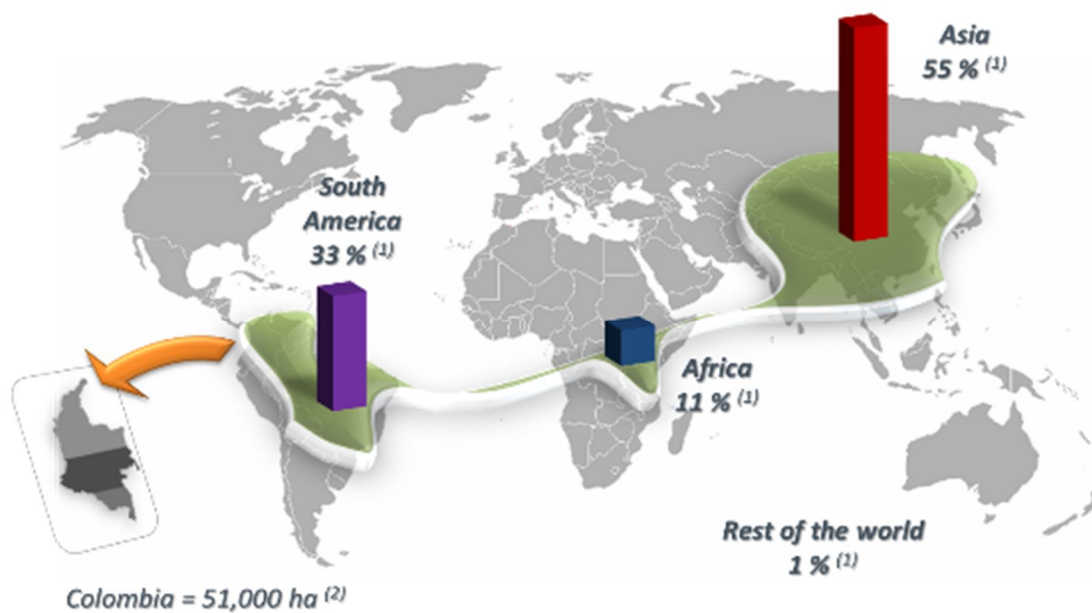 Asia
55 % (1)
South
America
33 % (1)
Africa
11 % (1)
Rest of the world
1 % (1)
Colombia = 51,000 ha (2)